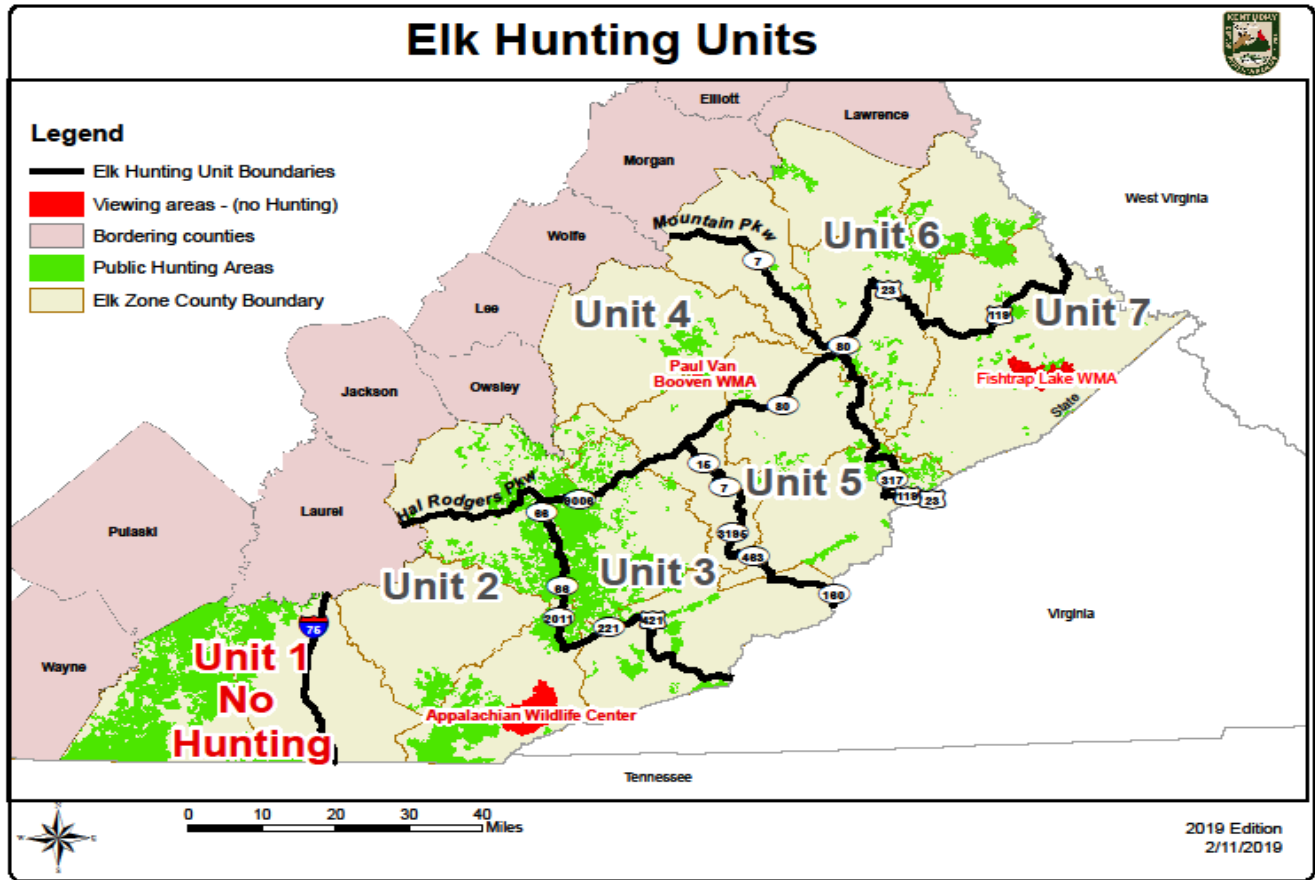 Elk Hunting Units
KENTUCKY
Legend
Elk Hunting Unit Boundaries
Viewing areas - (no Hunting)
Bordering counties
Public Hunting Areas
Elk Zone County Boundary
Elliott
Lawrence
Morgan
West Virginia
Wolfe
Mountain Pkw
7
Unit 6
23
Unit 4
Lee
119
Unit 7
80
Paul Van
Booven WMA
Fishtrap Lake WMA
Jackson
Owsley
80
State
15
7
Unit 5
317
119
23
Hal Rodgers Pkw
9006
66
Laurel
Pulaski
3195
463
Unit 2
66
Unit 3
160
2011
221
421
Virginia
75
Unit 1
No
Hunting
Wayne
Appalachian Wildlife Center
Tennessee
N
W
E
S
0 10 20 30 40
Miles
2019 Edition
2/11/2019